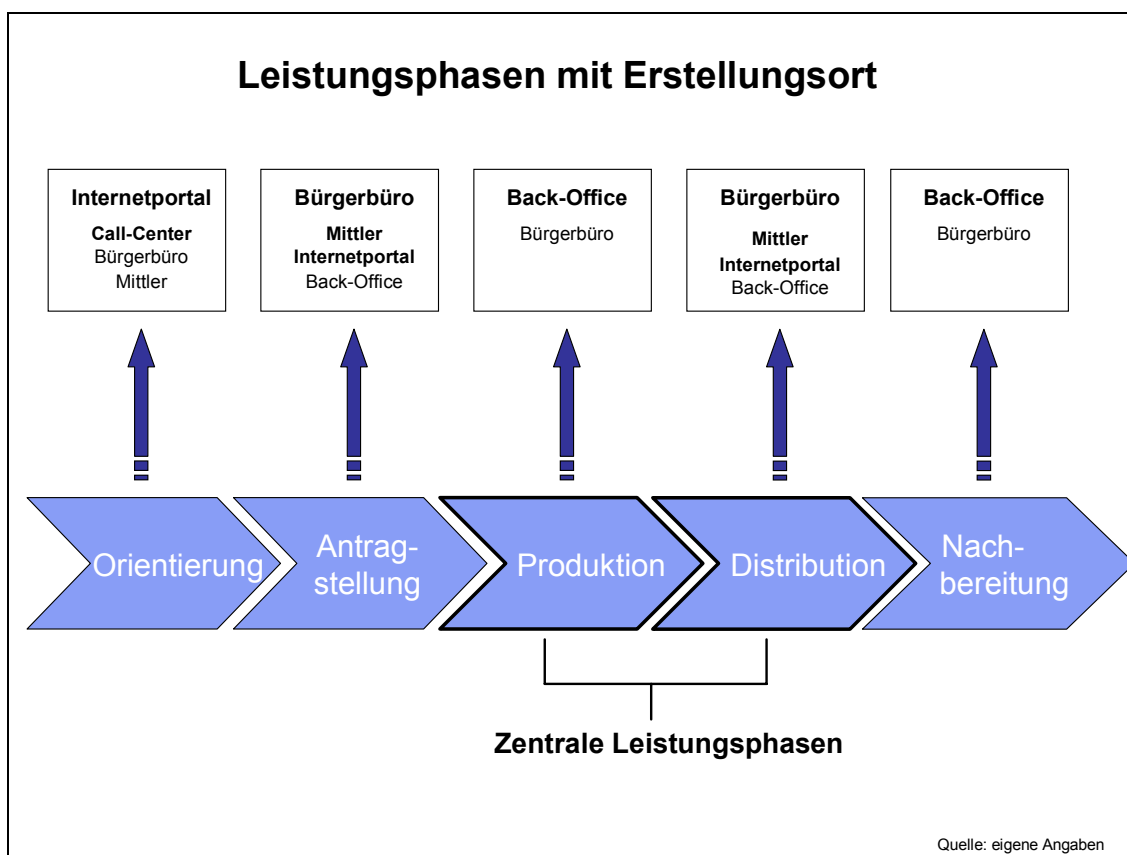 Leistungsphasen mit Erstellungsort
Internetportal
Call-Center
Bürgerbüro
Mittler
Bürgerbüro
Mittler
Internetportal
Back-Office
Back-Office
Bürgerbüro
Bürgerbüro
Mittler
Internetportal
Back-Office
Back-Office
Bürgerbüro
Orientierung
Antrag-
stellung
Produktion
Distribution
Nach-
bereitung
Zentrale Leistungsphasen
Quelle: eigene Angaben